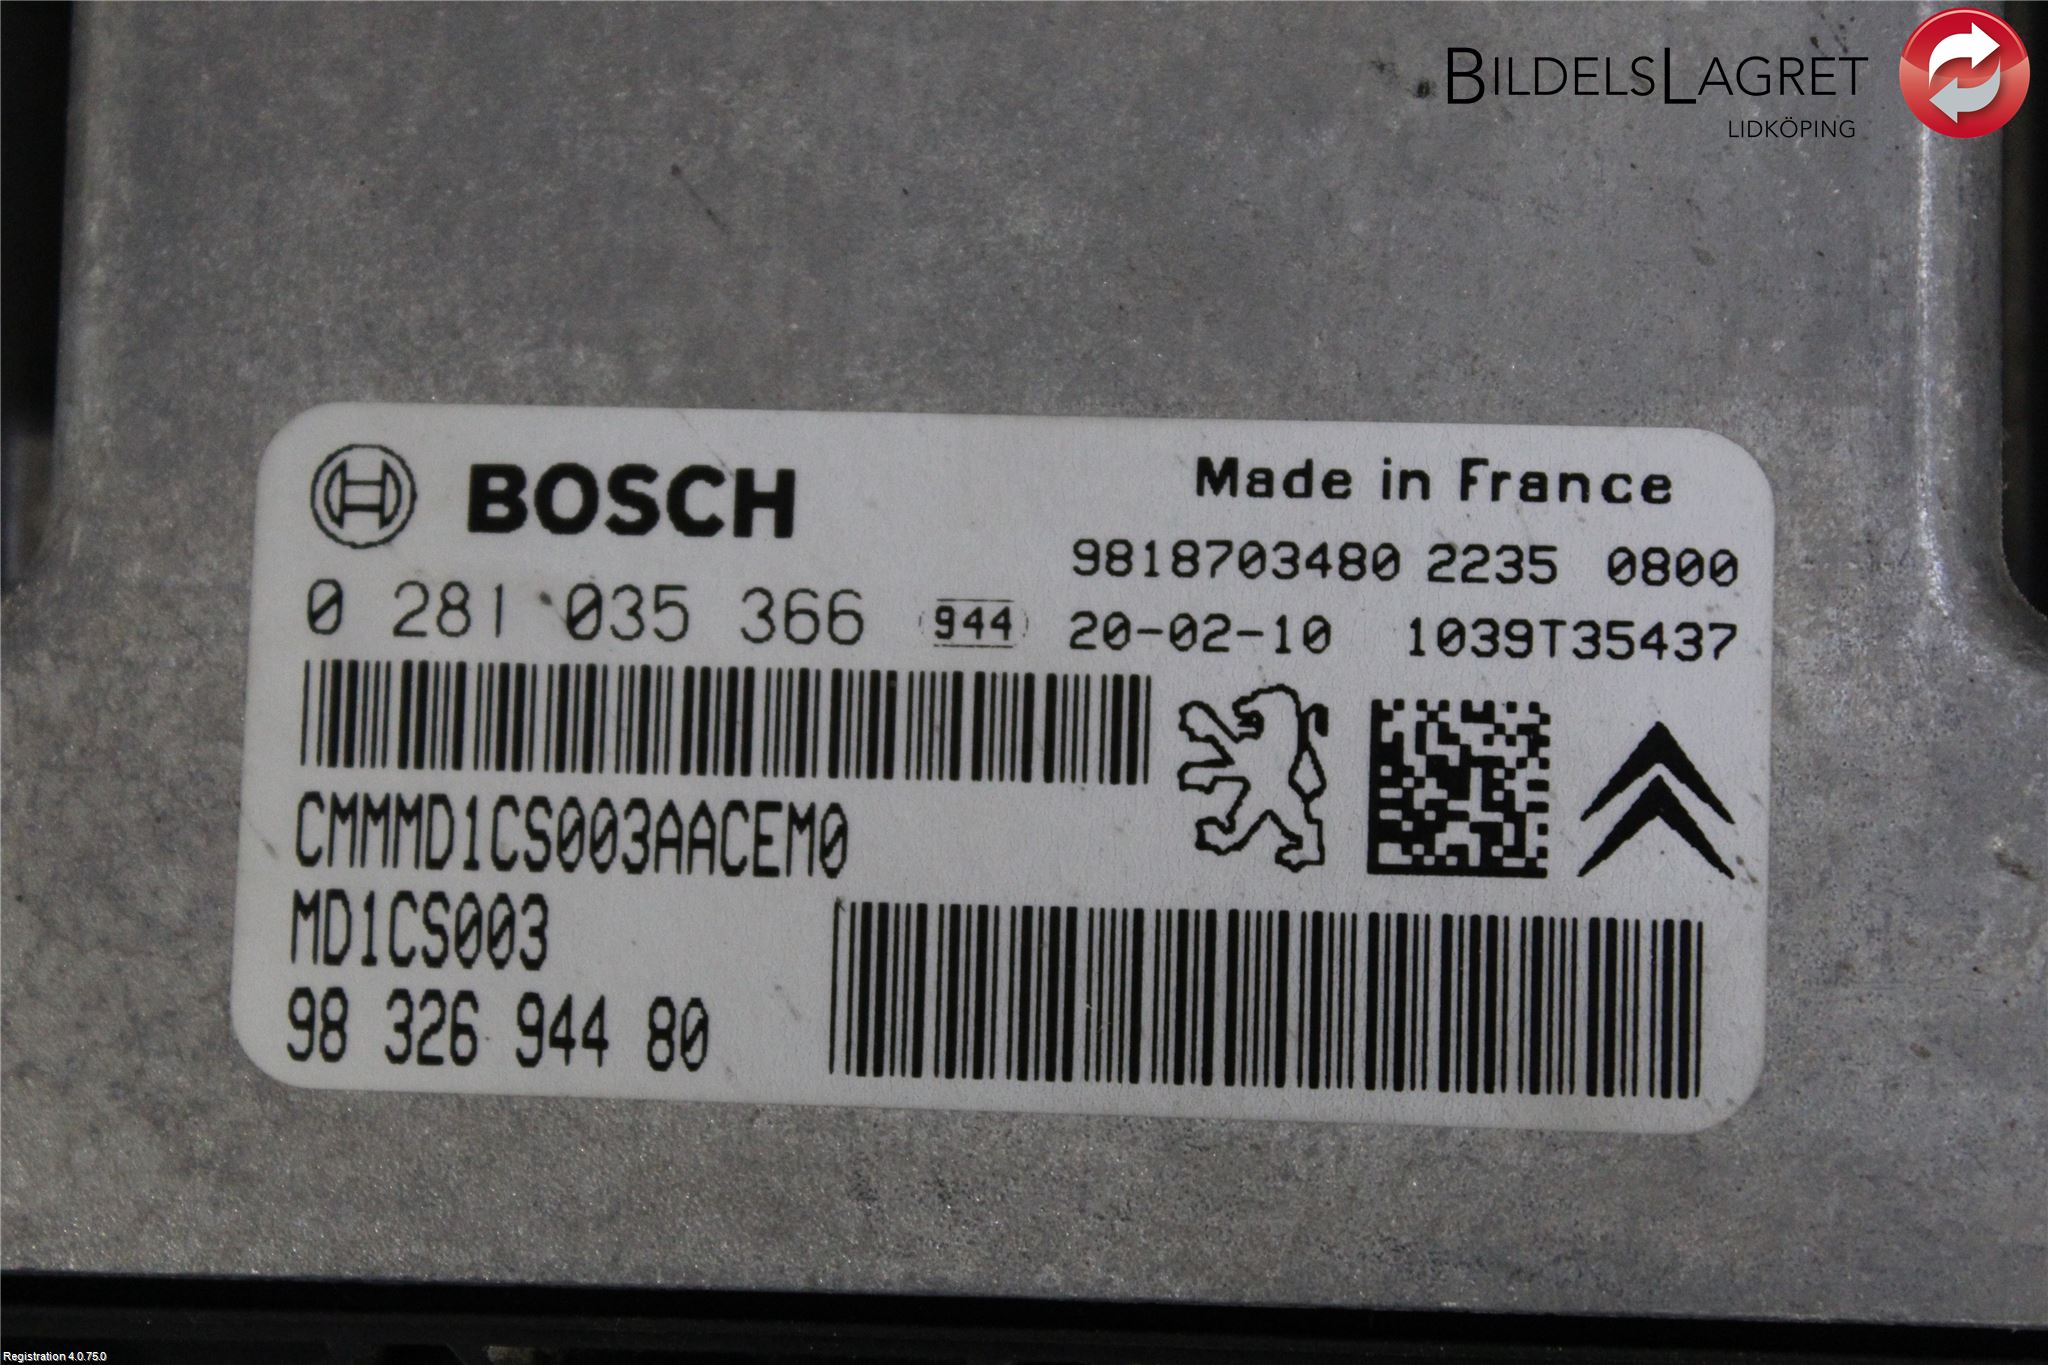 BILDELSLAGRET
LIDKÖPING
BOSCH
Made in France
9818703480 2235 0800
0 281 035 366 944
20-02-10 1039T35437
CMMMD1CS003AACEM0
MD1CS003
98 326 944 80
Registration 4.0.75.0